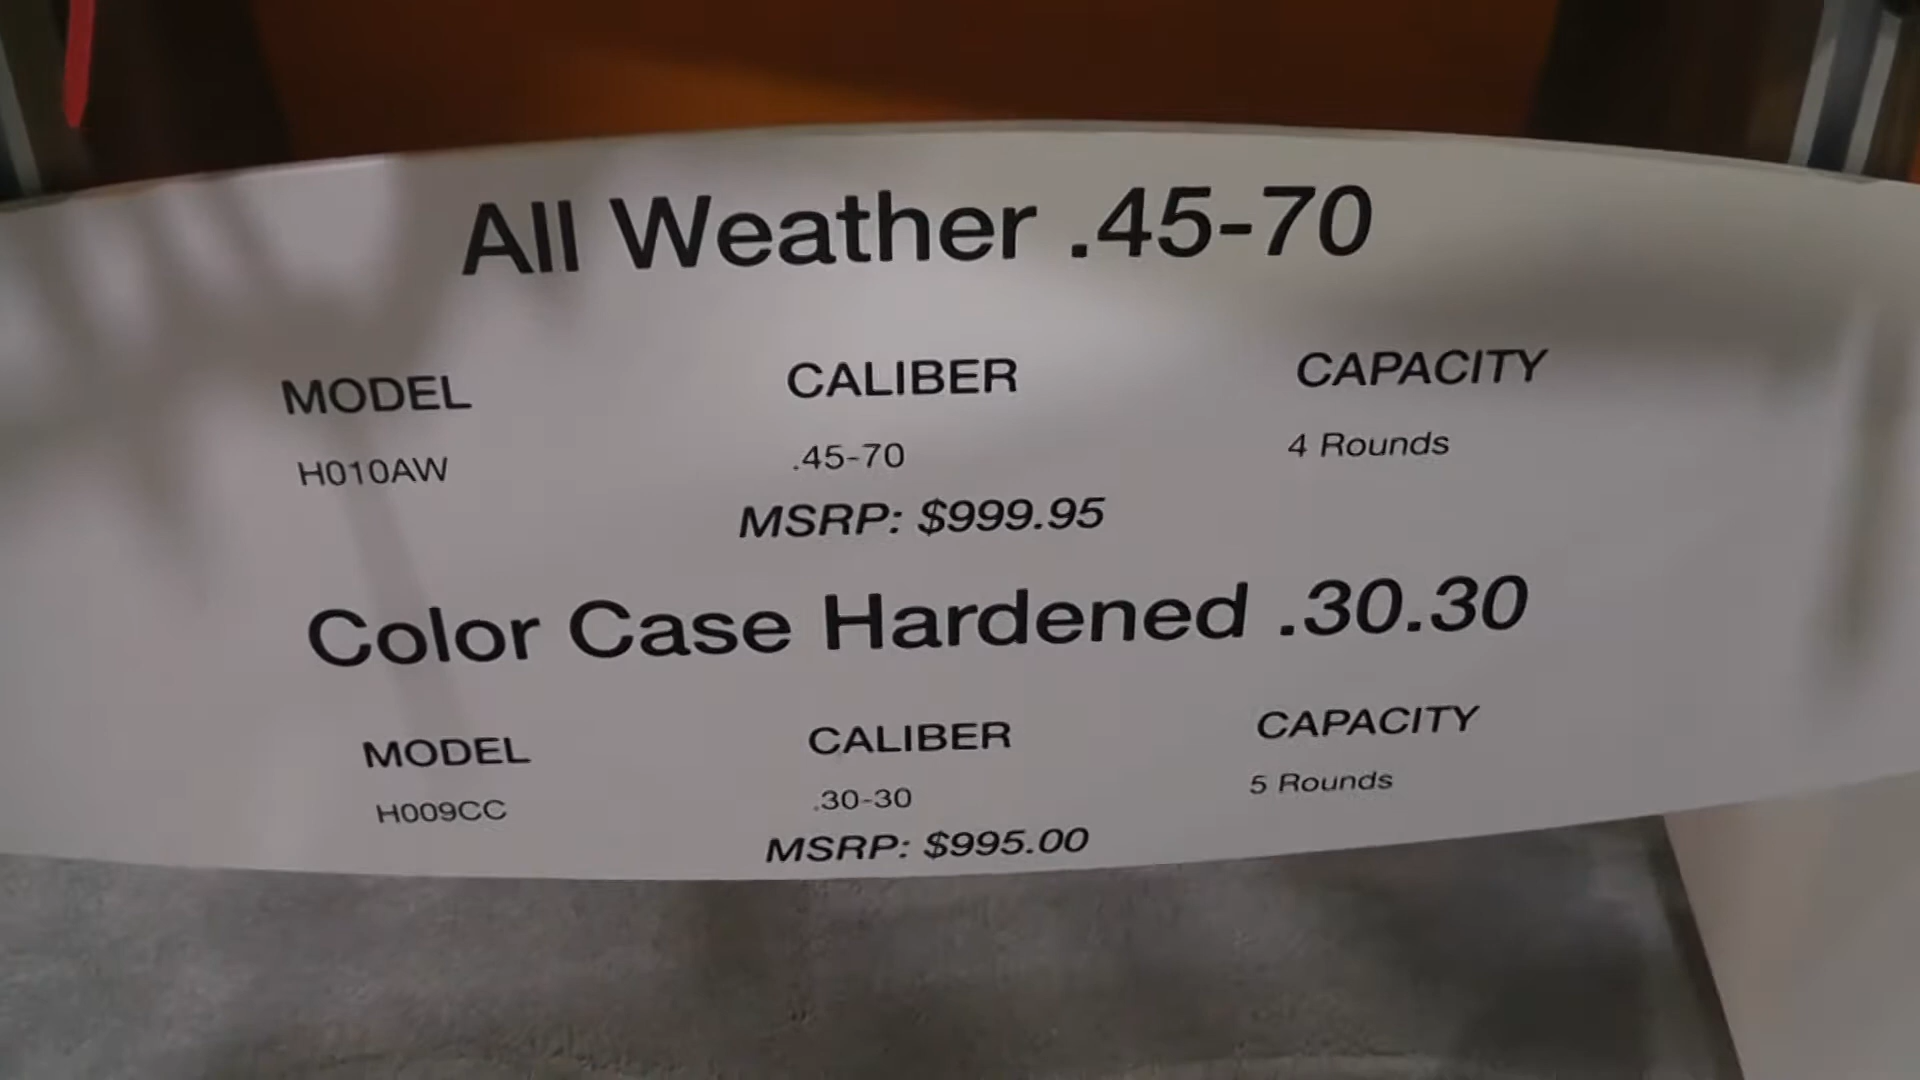 All Weather .45-70
MODEL CALIBER CAPACITY
H010AW .45-70 4 Rounds
MSRP: $999.95
Color Case Hardened .30.30
MODEL CALIBER CAPACITY
H009CC .30-30 5 Rounds
MSRP: $995.00